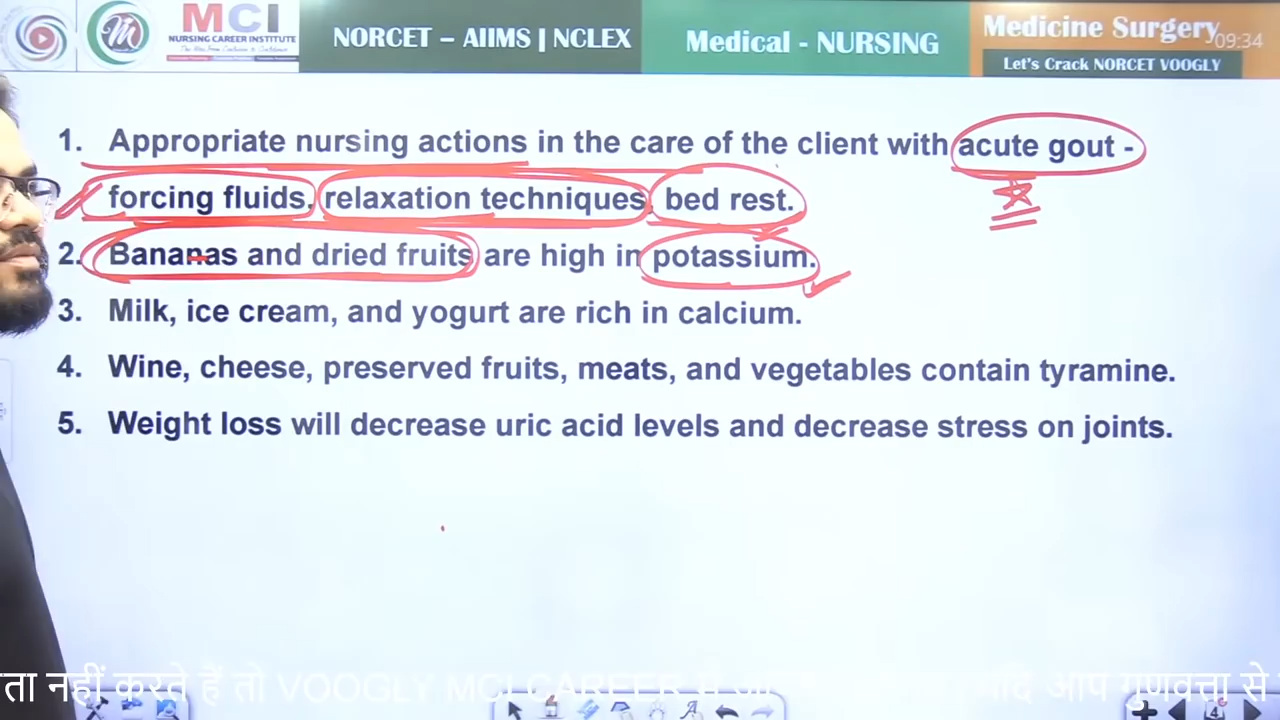 MCI
NURSING CAREER INSTITUTE
NORCET – AIIMS | NCLEX
Medical - NURSING
Medicine Surgery
09:34
Let's Crack NORCET VOOGLY
1. Appropriate nursing actions in the care of the client with acute gout -
forcing fluids, relaxation techniques, bed rest.
2. Bananas and dried fruits are high in potassium.
3. Milk, ice cream, and yogurt are rich in calcium.
4. Wine, cheese, preserved fruits, meats, and vegetables contain tyramine.
5. Weight loss will decrease uric acid levels and decrease stress on joints.
नहीं करते हैं तो VOOGLY MCI CAREER आप गुणवत्ता से
4